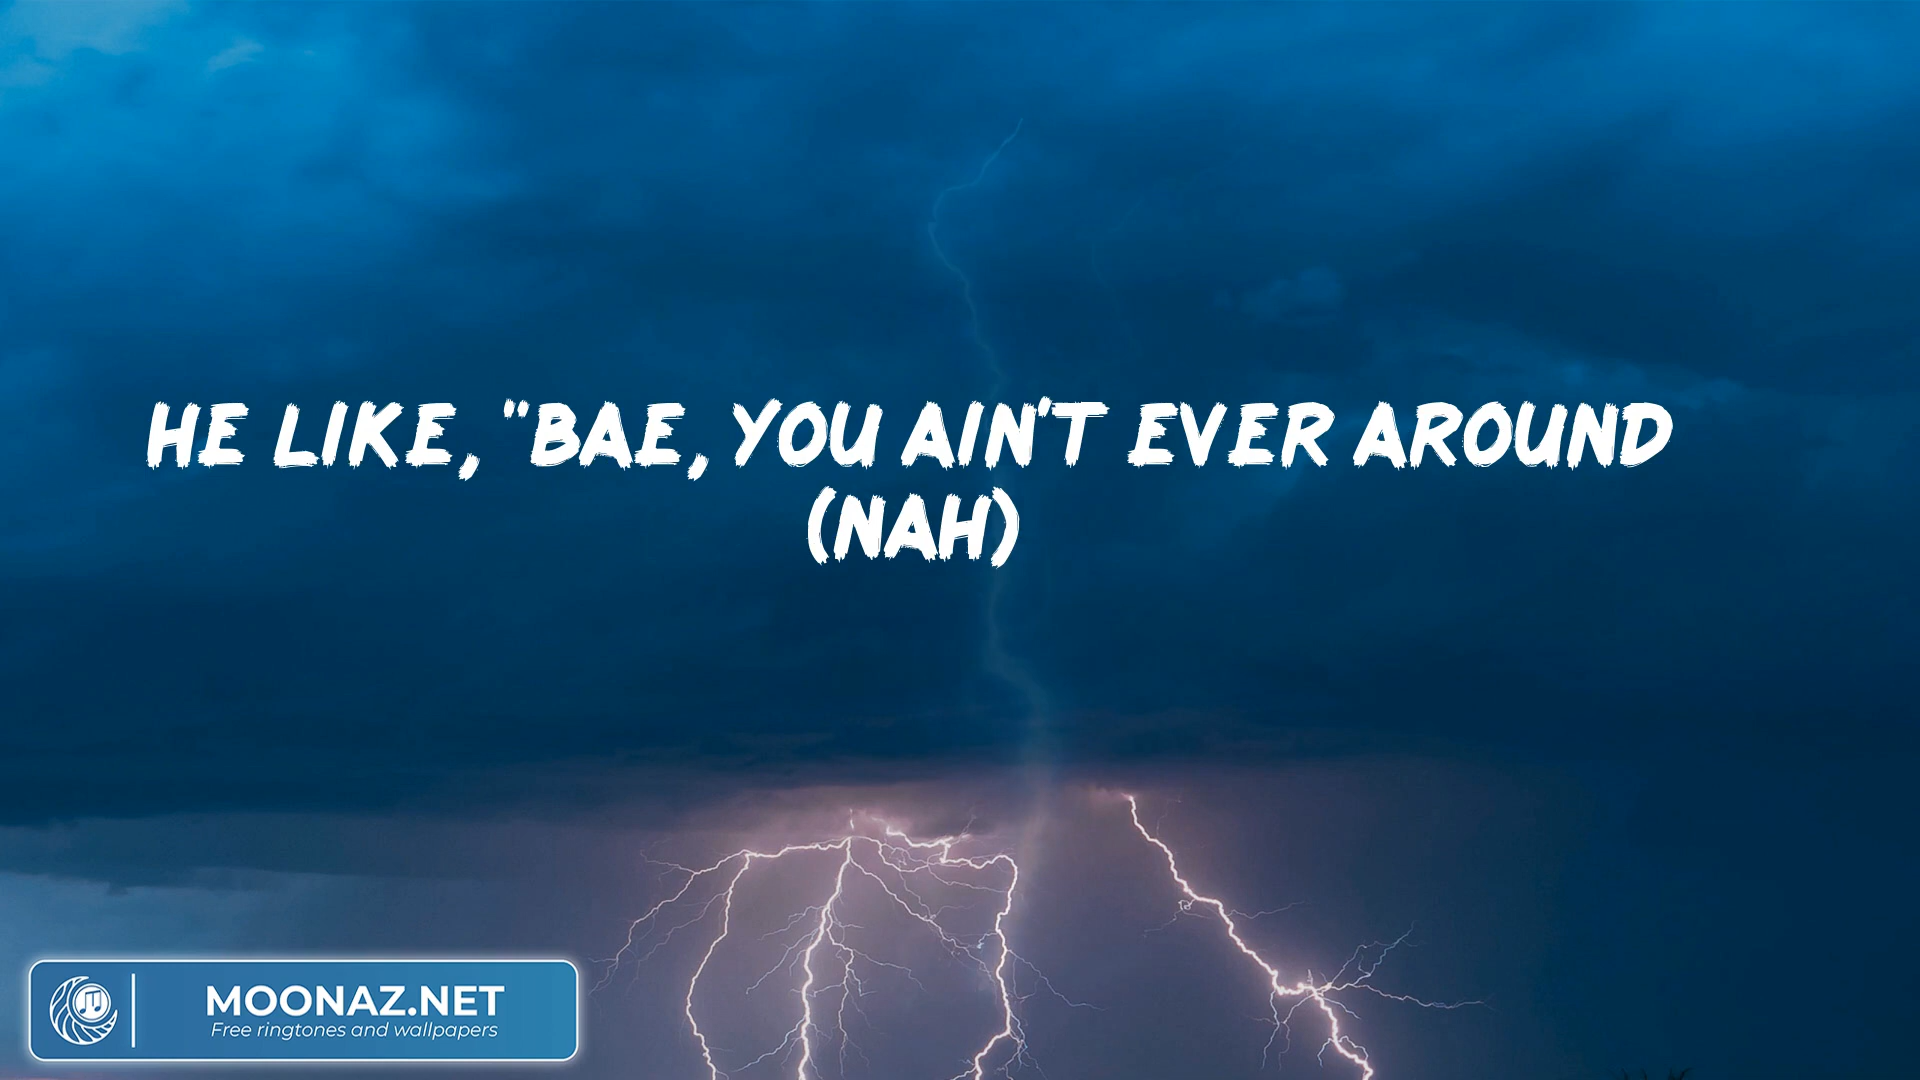 HE LIKE, "BAE, YOU AIN'T EVER AROUND
(NAH)
MOONAZ.NET
Free ringtones and wallpapers